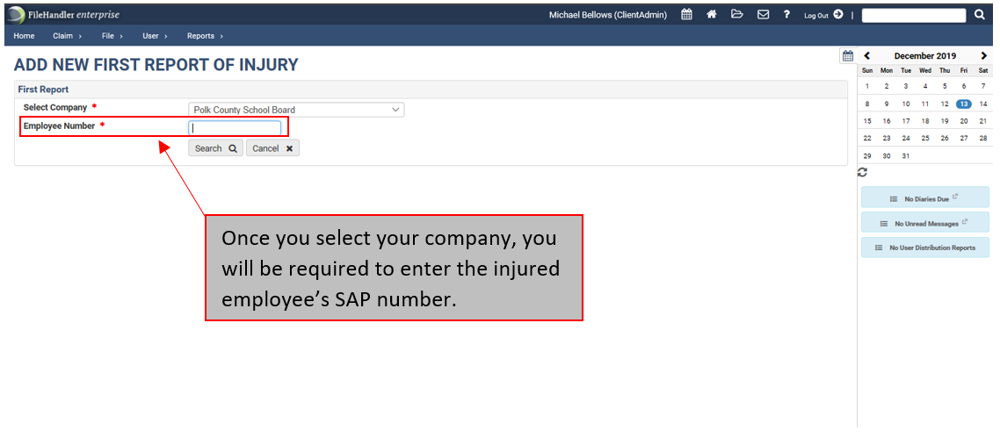 FileHandler enterprise
Michael Bellows (ClientAdmin) ? Log Out |
Home Claim › File › User › Reports ›
ADD NEW FIRST REPORT OF INJURY
First Report
Select Company * Polk County School Board
Employee Number *
Search Cancel
Once you select your company, you
will be required to enter the injured
employee’s SAP number.
December 2019
Sun Mon Tue Wed Thu Fri Sat
1 2 3 4 5 6 7
8 9 10 11 12 13 14
15 16 17 18 19 20 21
22 23 24 25 26 27 28
29 30 31
No Diaries Due
No Unread Messages
No User Distribution Reports